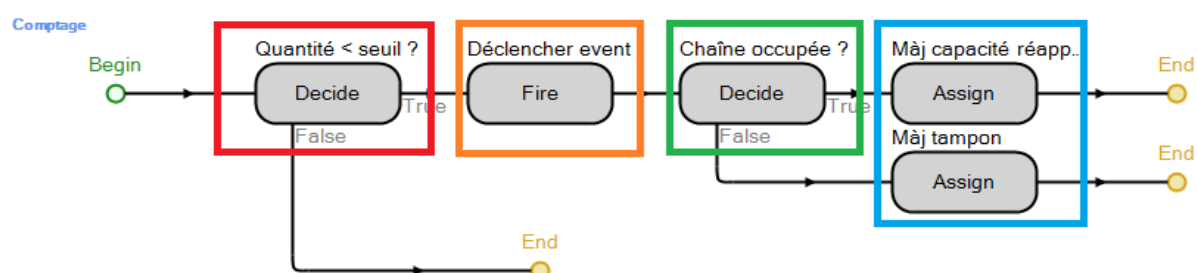 Comptage
Quantité < seuil ?
Déclencher event
Chaîne occupée ?
Màj capacité réapp..
Begin
End
Decide
Fire
Decide
Assign
True
True
False
False
Màj tampon
End
Assign
End